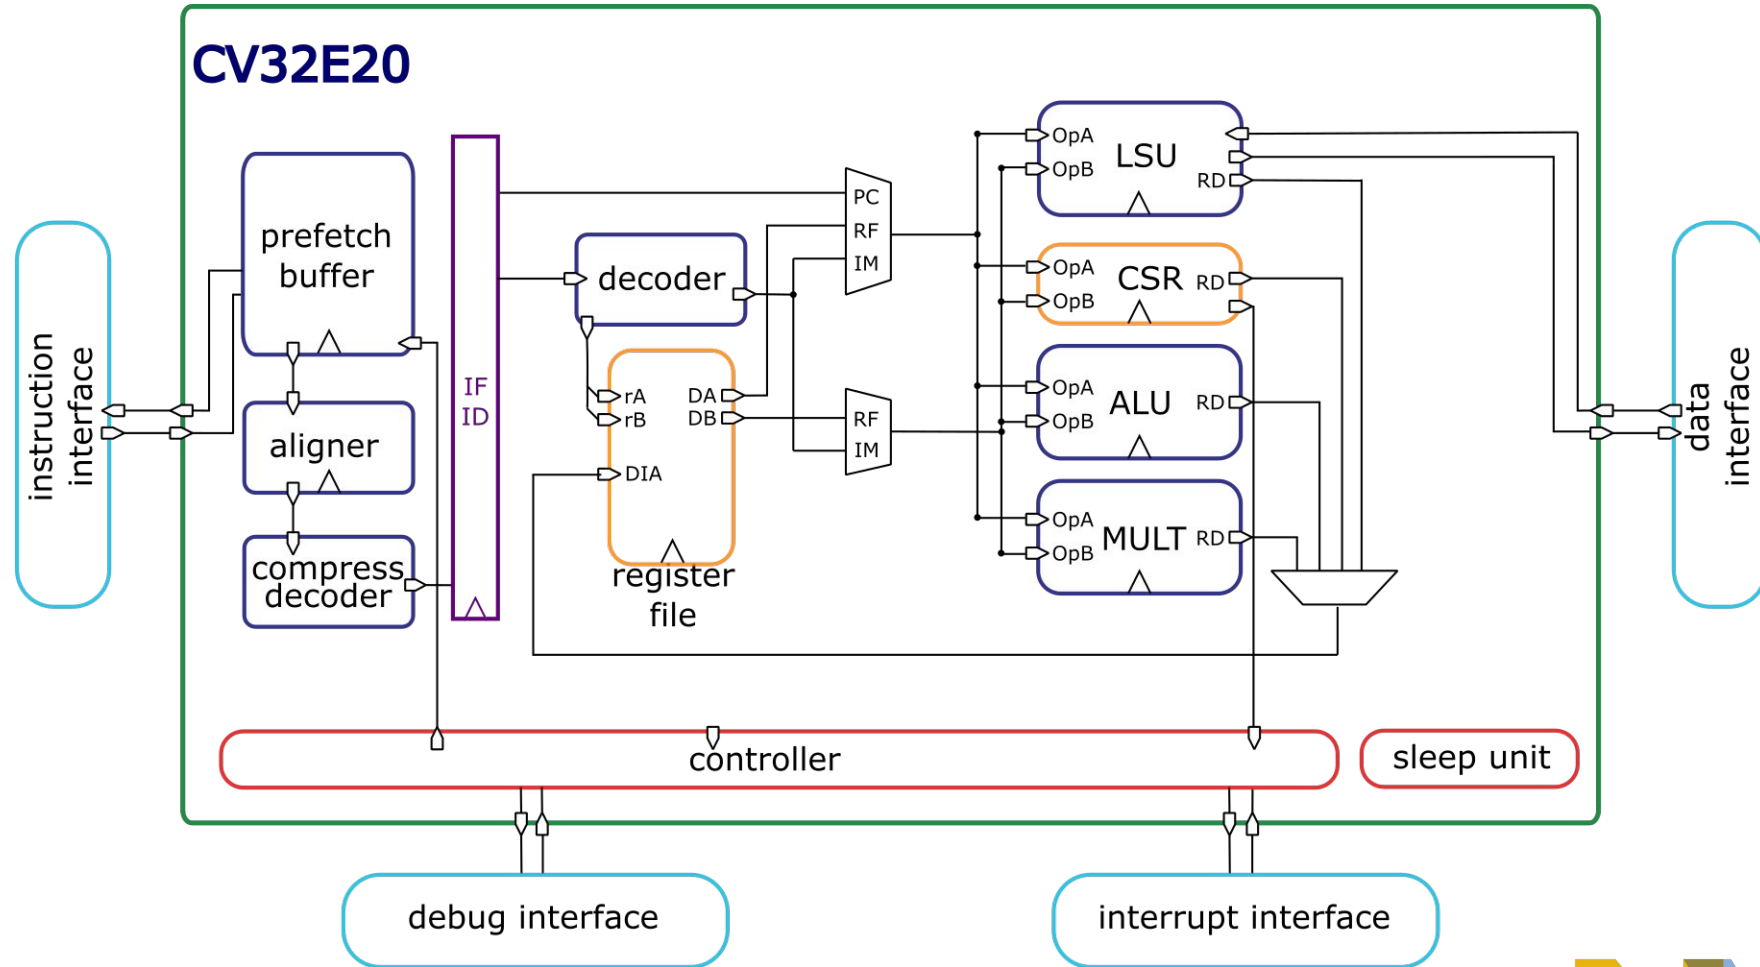 CV32E20
instruction
interface
prefetch
buffer
aligner
compress
decoder
IF
ID
decoder
rA
rB
DIA
DA
DB
register
file
PC
RF
IM
RF
IM
OpA
OpB
LSU
RD
OpA
OpB
CSR
RD
OpA
OpB
ALU
RD
OpA
OpB
MULT
RD
data
interface
controller
sleep unit
debug interface
interrupt interface